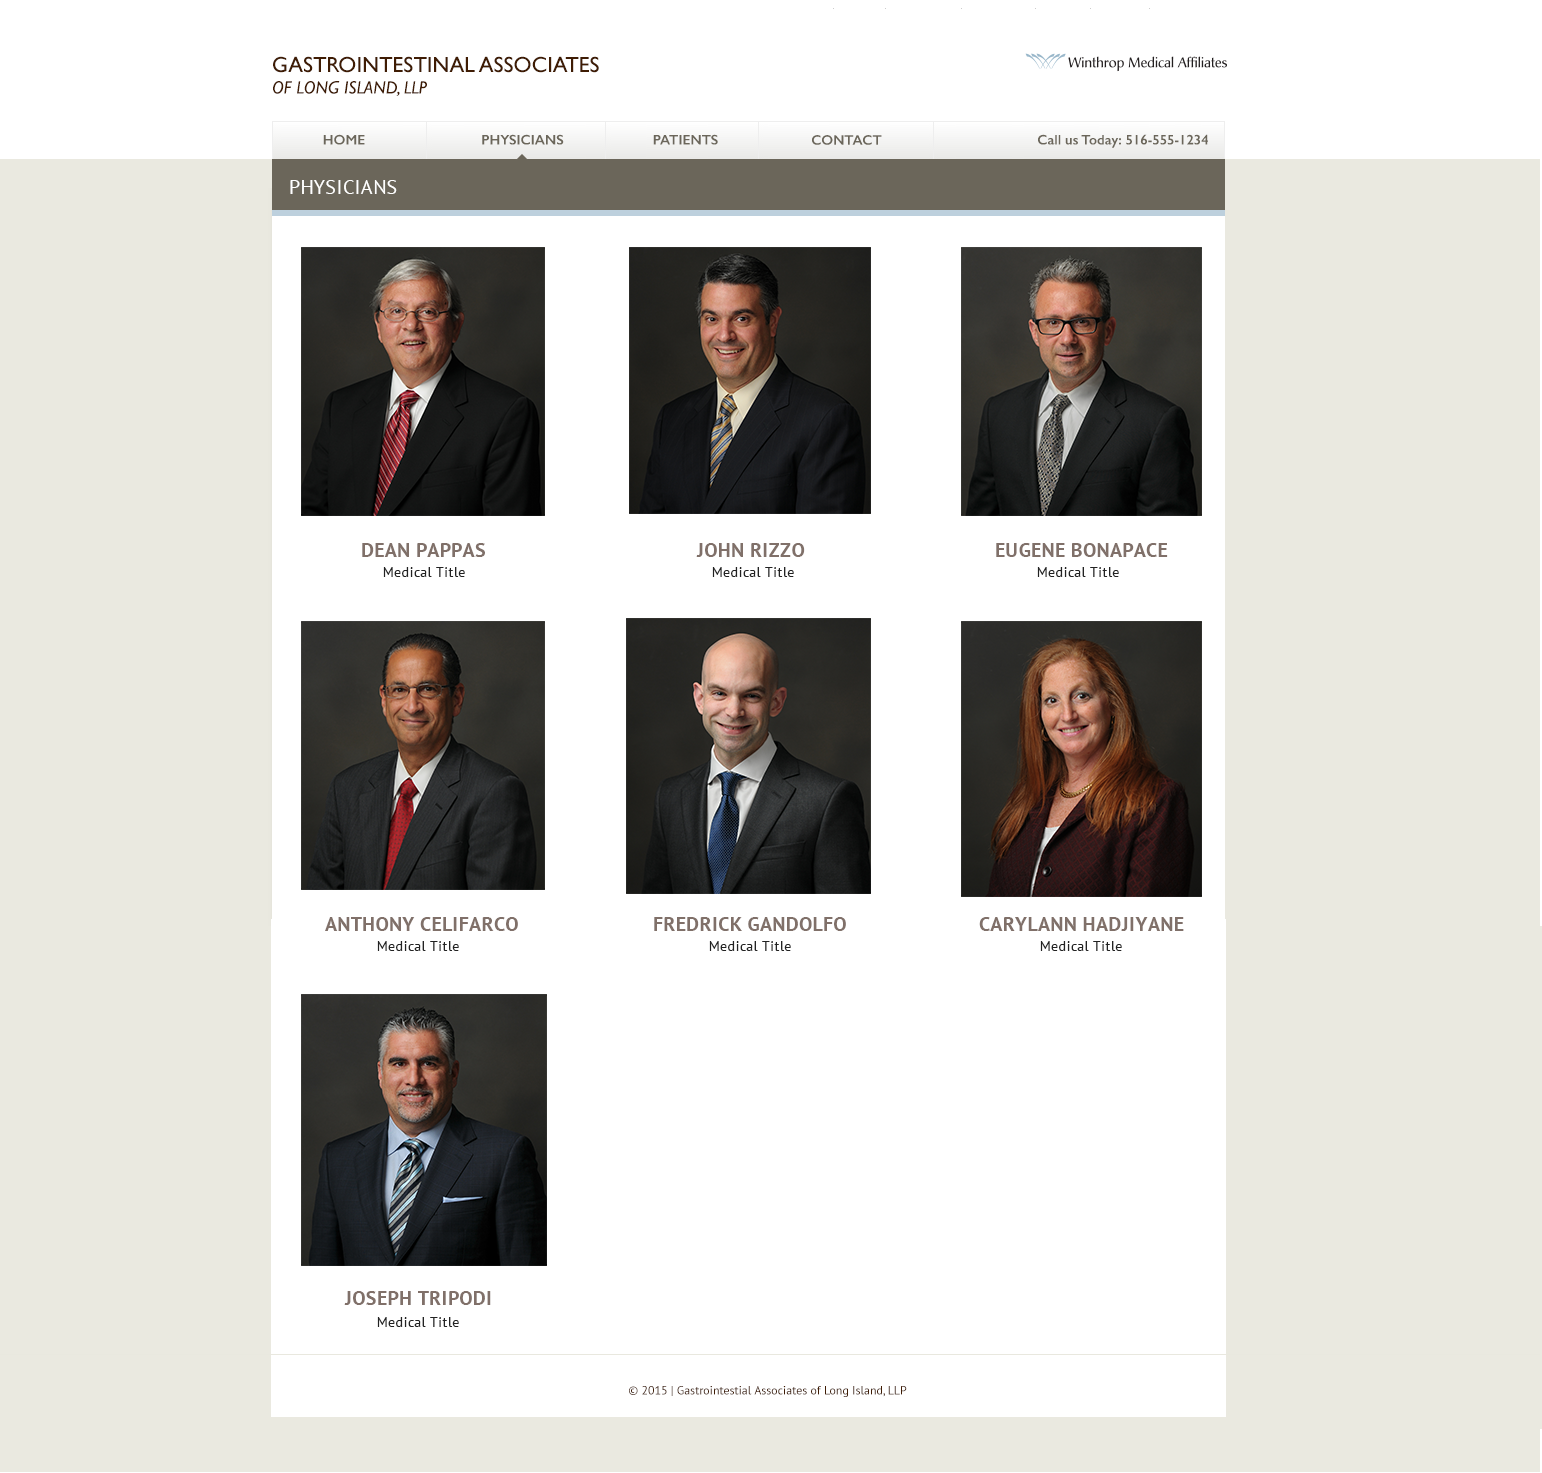 GASTROINTESTINAL ASSOCIATES
OF LONG ISLAND, LLP
Winthrop Medical Affiliates
HOME
PHYSICIANS
PATIENTS
CONTACT
Call us Today: 516-555-1234
PHYSICIANS
DEAN PAPPAS
Medical Title
JOHN RIZZO
Medical Title
EUGENE BONAPACE
Medical Title
ANTHONY CELIFARCO
Medical Title
FREDRICK GANDOLFO
Medical Title
CARYLANN HADJIYANE
Medical Title
JOSEPH TRIPODI
Medical Title
© 2015 | Gastrointestial Associates of Long Island, LLP